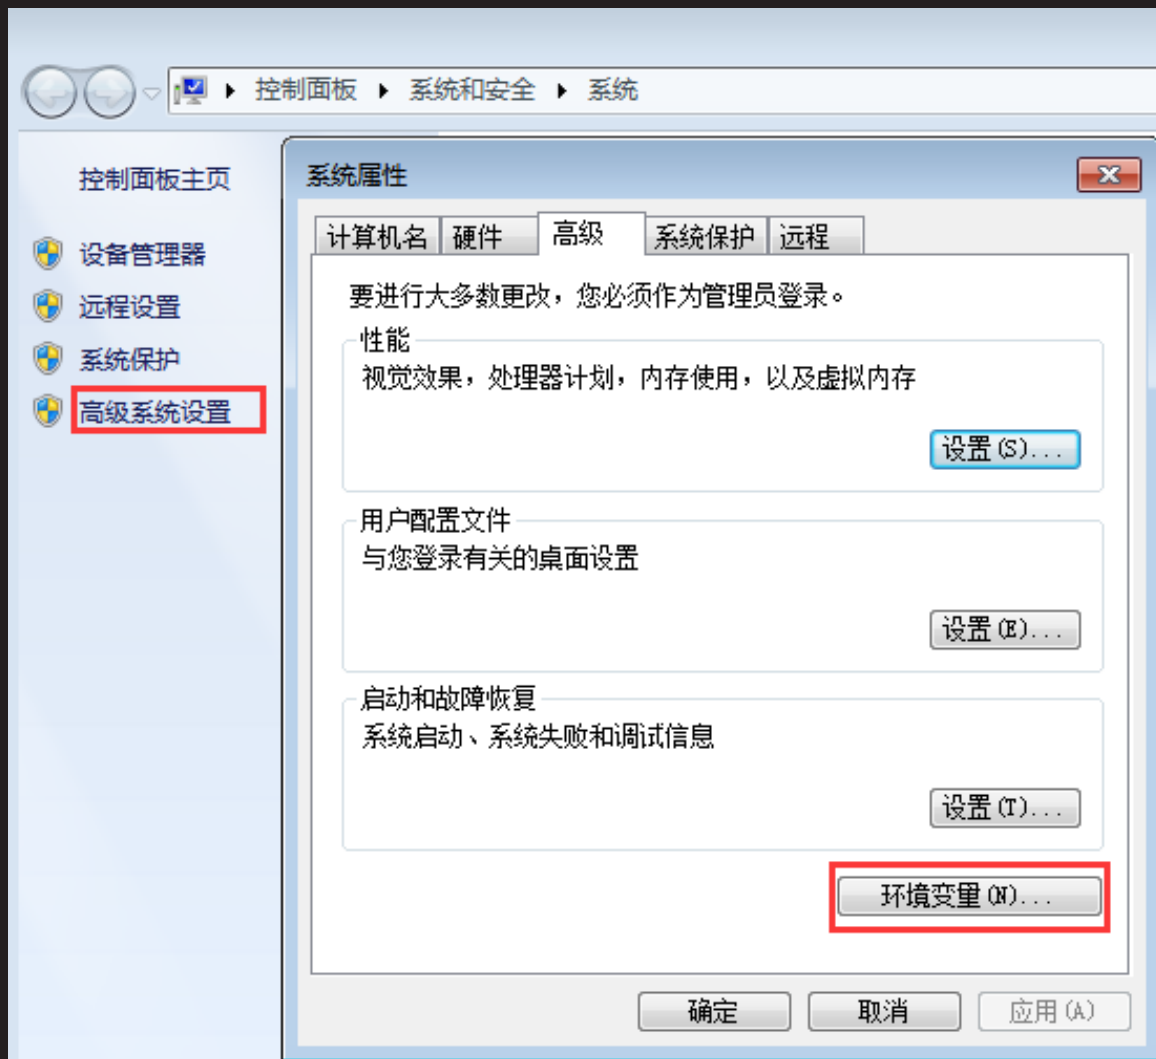 控制面板 系统和安全 系统
控制面板主页
设备管理器
远程设置
系统保护
高级系统设置
系统属性
计算机名 硬件 高级 系统保护 远程
要进行大多数更改，您必须作为管理员登录。
性能
视觉效果，处理器计划，内存使用，以及虚拟内存
设置(S)...
用户配置文件
与您登录有关的桌面设置
设置(E)...
启动和故障恢复
系统启动、系统失败和调试信息
设置(T)...
环境变量(N)...
确定 取消 应用(A)